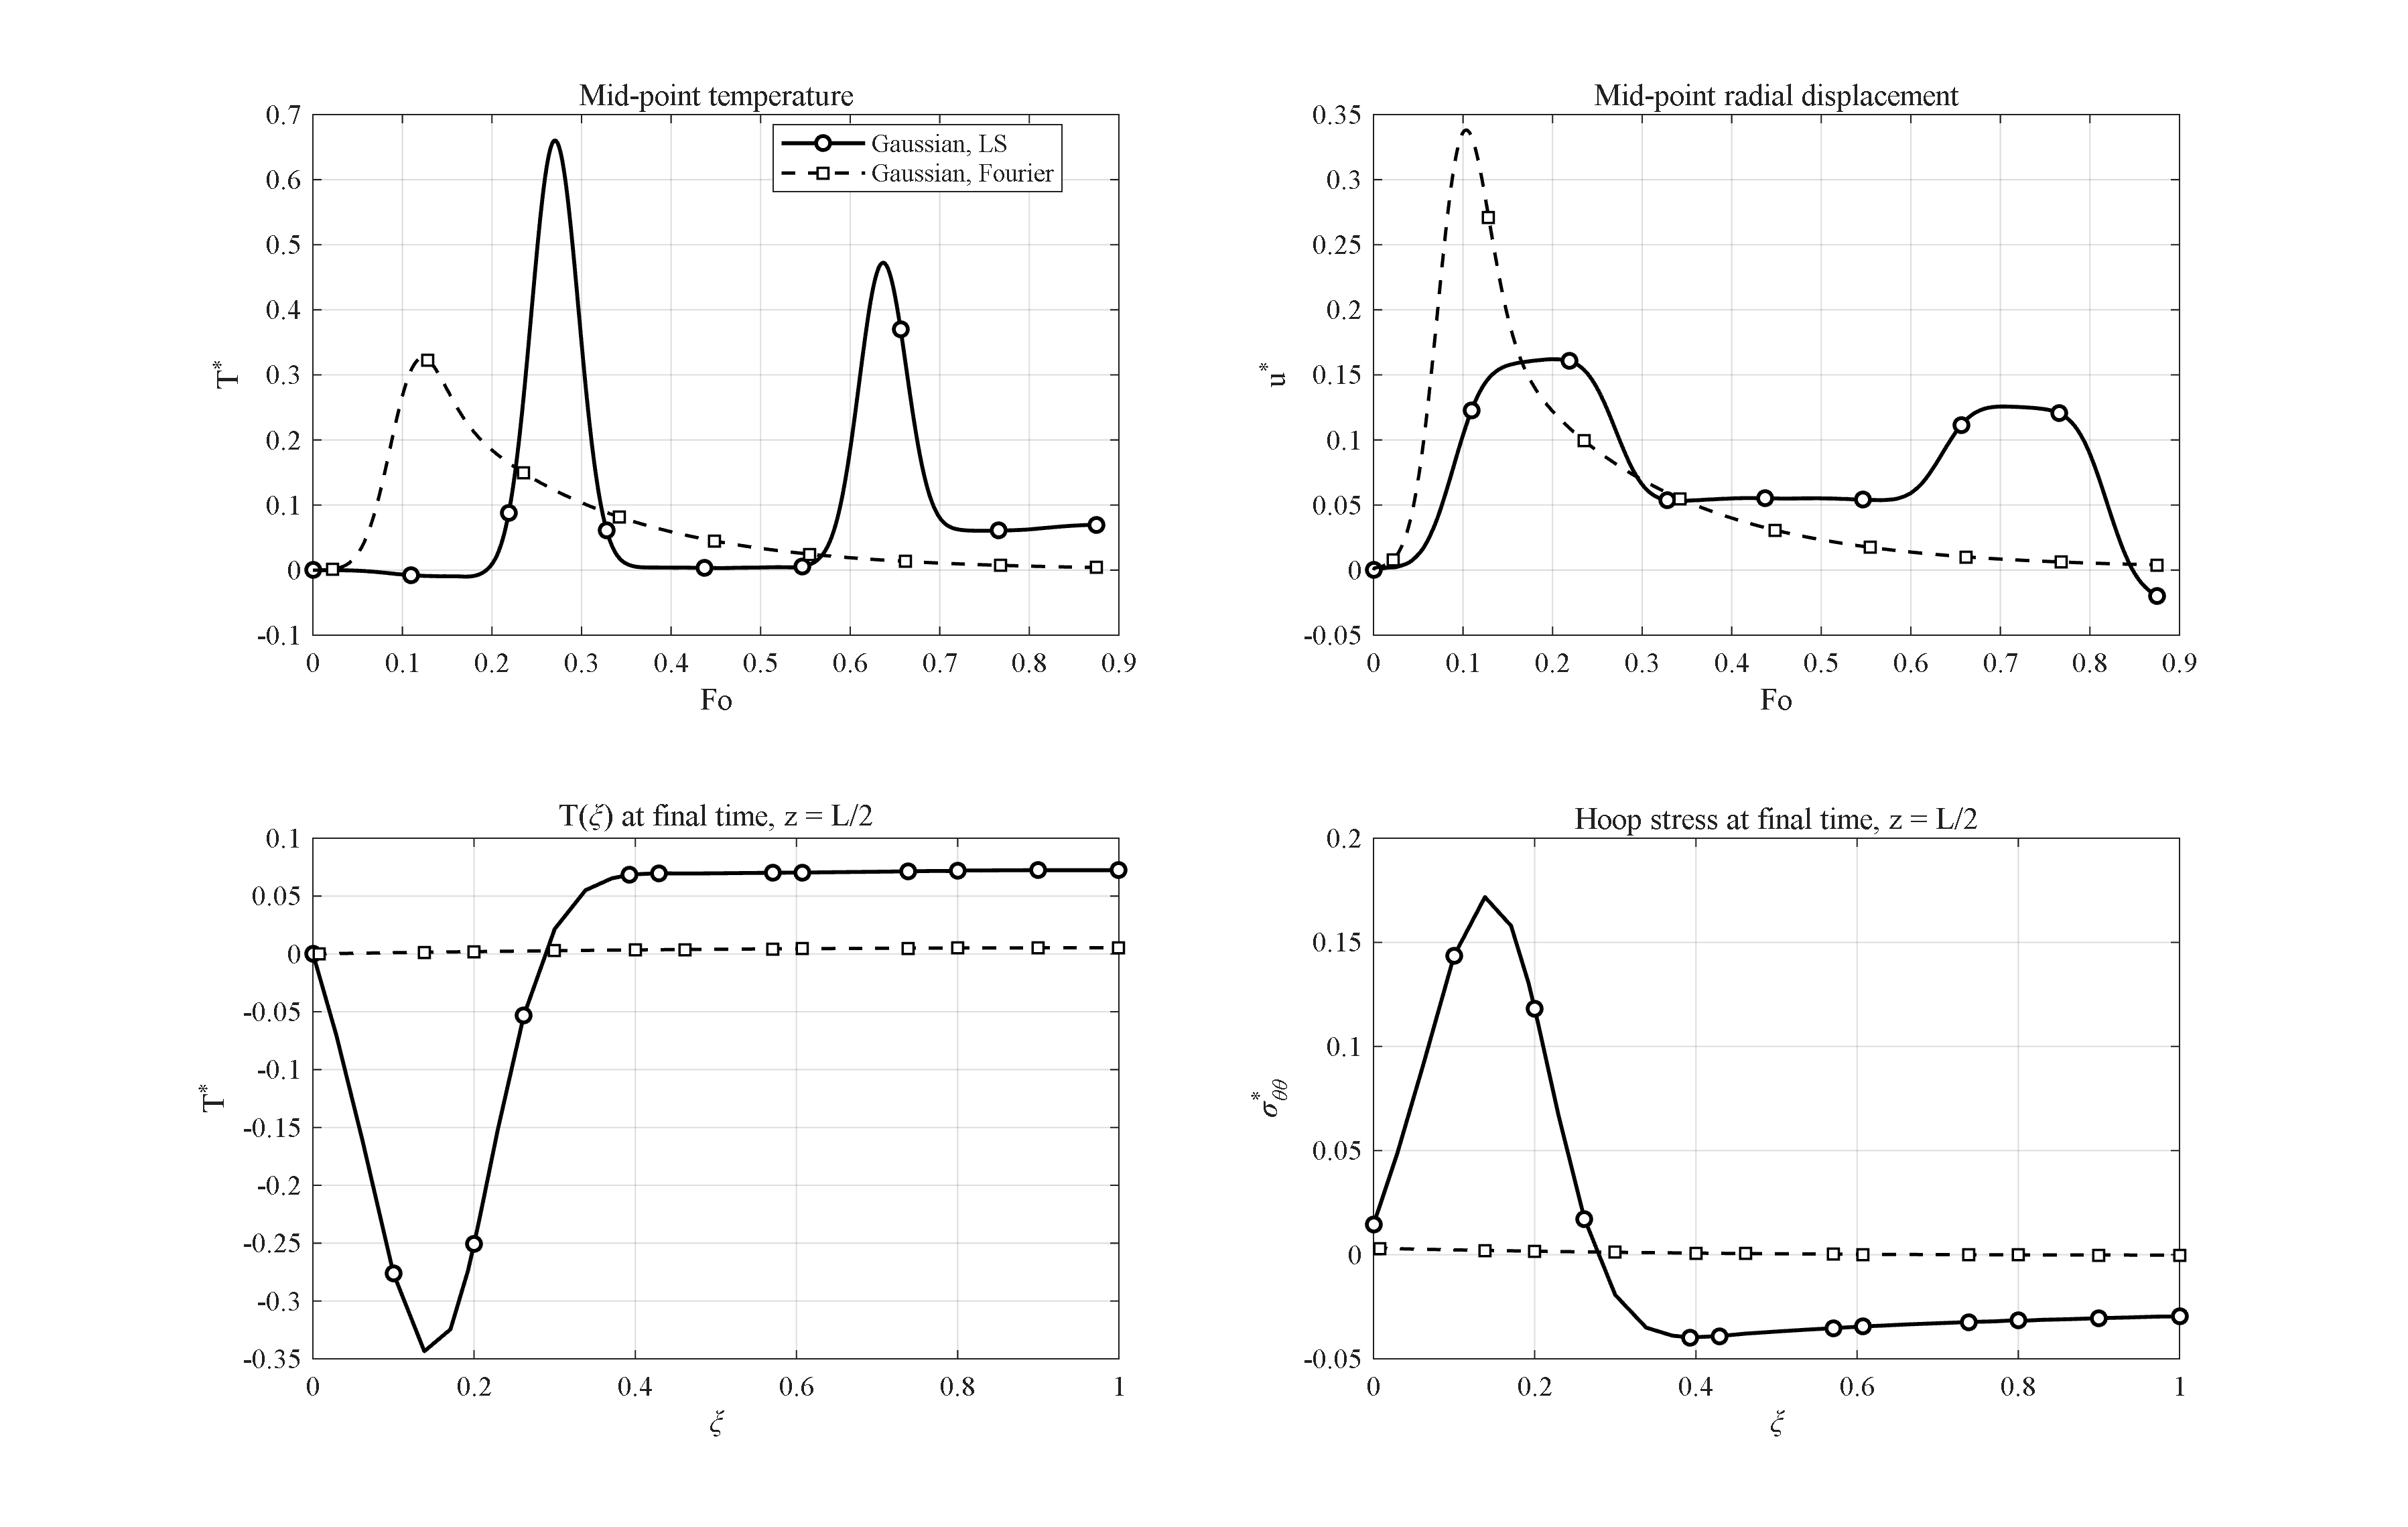 Mid-point temperature
0.7
0.6
0.5
0.4
0.3
0.2
0.1
0
-0.1
T*
Gaussian, LS
Gaussian, Fourier
0 0.1 0.2 0.3 0.4 0.5 0.6 0.7 0.8 0.9
Fo
Mid-point radial displacement
0.35
0.3
0.25
0.2
0.15
0.1
0.05
0
-0.05
u*
0 0.1 0.2 0.3 0.4 0.5 0.6 0.7 0.8 0.9
Fo
T(ξ) at final time, z = L/2
0.1
0.05
0
-0.05
-0.1
-0.15
-0.2
-0.25
-0.3
-0.35
T*
0 0.2 0.4 0.6 0.8 1
ξ
Hoop stress at final time, z = L/2
0.2
0.15
0.1
0.05
0
-0.05
σ*θθ
0 0.2 0.4 0.6 0.8 1
ξ